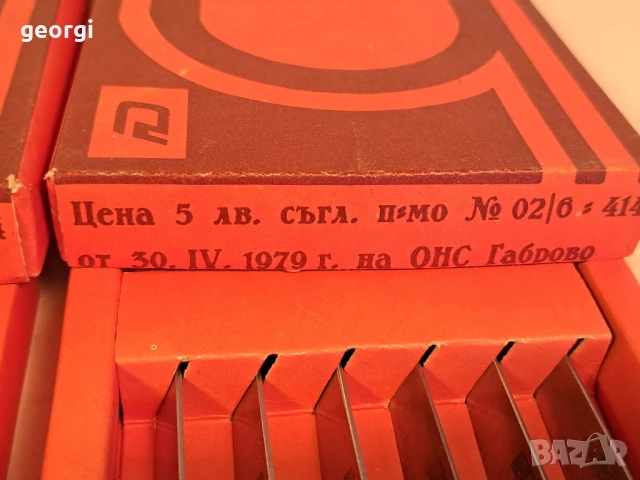 georgi
Цена 5 лв. съгл. п=мо № 02/6 = 414
от 30. IV. 1979 г. на ОНС Габрово
BAZAR